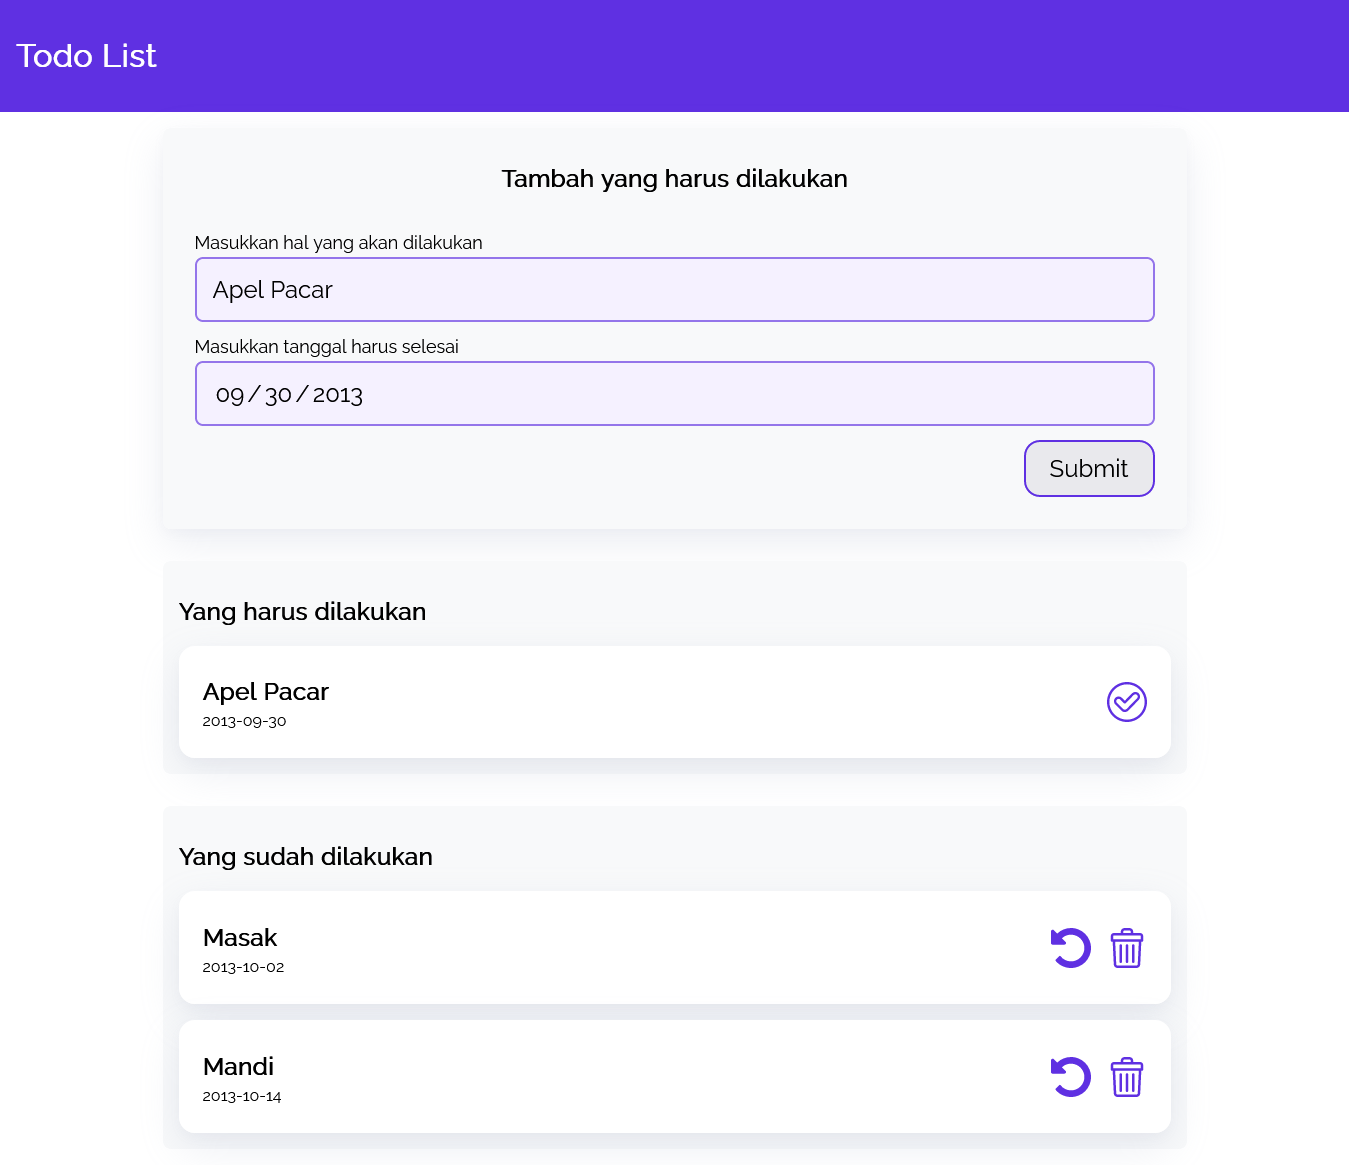 Todo List
Tambah yang harus dilakukan
Masukkan hal yang akan dilakukan
Apel Pacar
Masukkan tanggal harus selesai
09/30/2013
Submit
Yang harus dilakukan
Apel Pacar
2013-09-30
Yang sudah dilakukan
Masak
2013-10-02
Mandi
2013-10-14